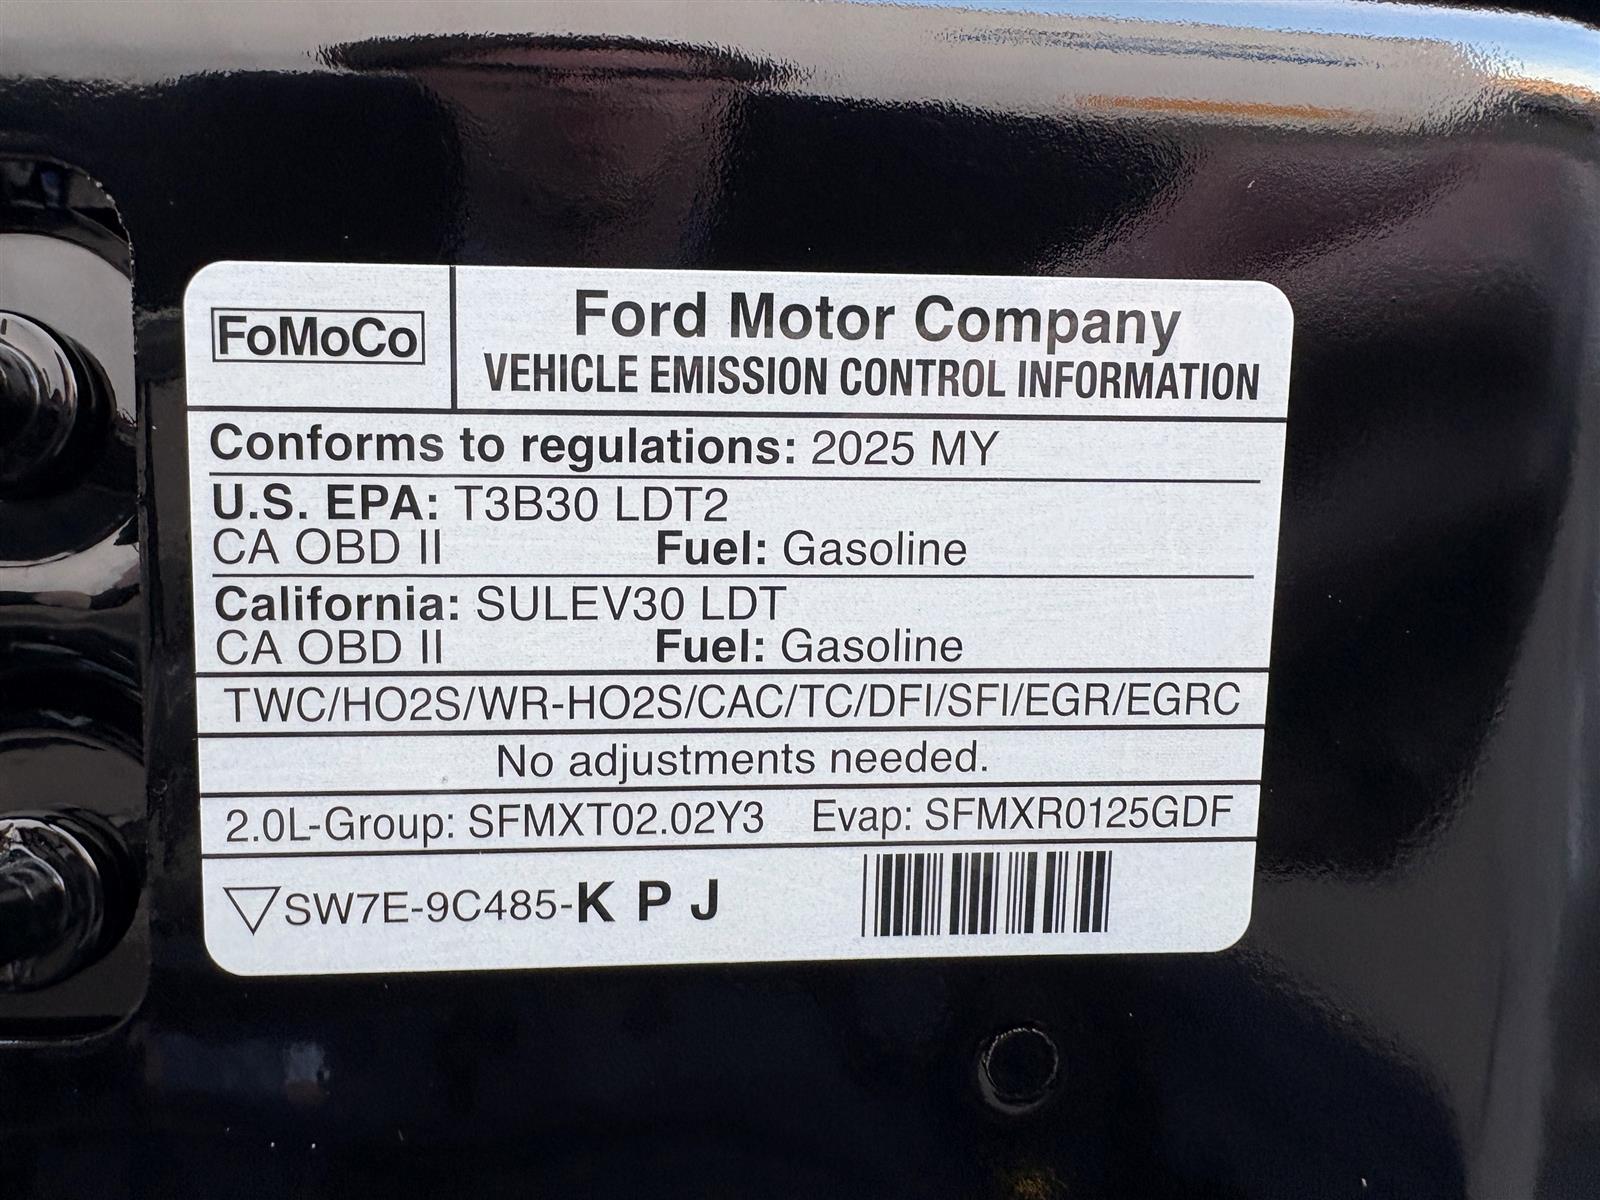 FoMoCo
Ford Motor Company
VEHICLE EMISSION CONTROL INFORMATION
Conforms to regulations: 2025 MY
U.S. EPA: T3B30 LDT2
CA OBD II Fuel: Gasoline
California: SULEV30 LDT
CA OBD II Fuel: Gasoline
TWC/HO2S/WR-HO2S/CAC/TC/DFI/SFI/EGR/EGRC
No adjustments needed.
2.0L-Group: SFMXT02.02Y3 Evap: SFMXR0125GDF
SW7E-9C485-K P J